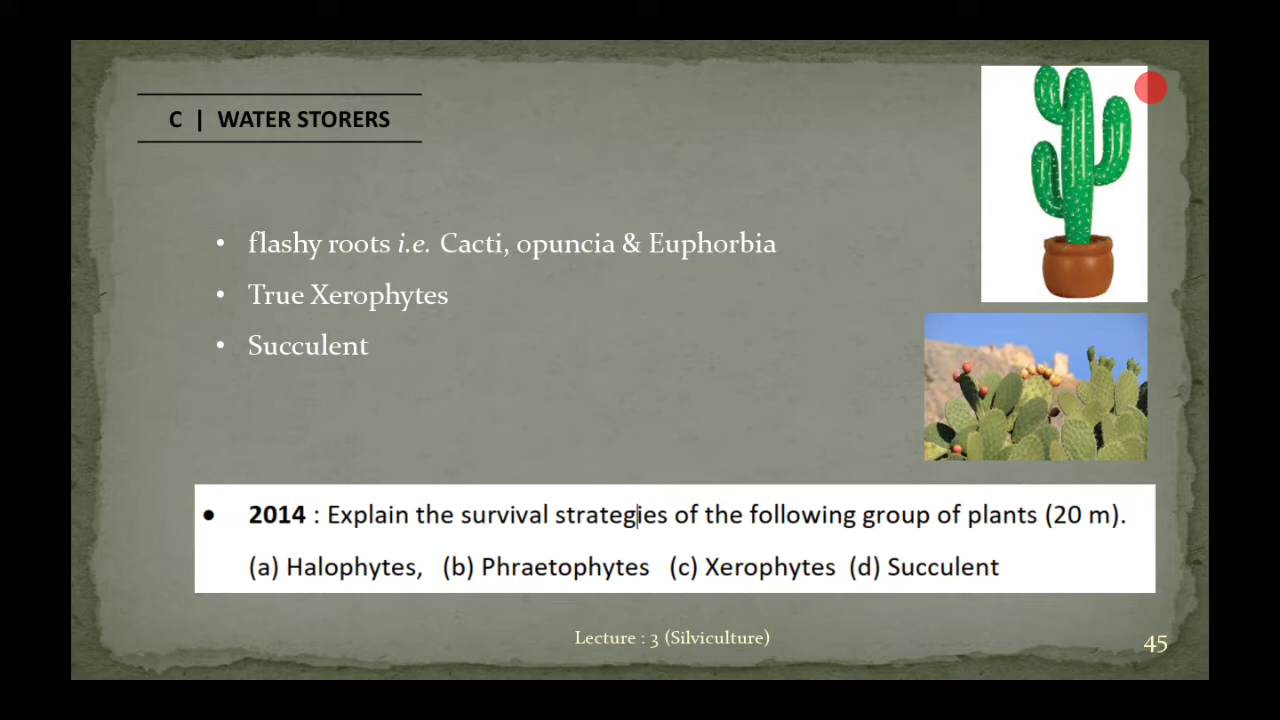 C | WATER STORERS
• flashy roots i.e. Cacti, opuncia & Euphorbia
• True Xerophytes
• Succulent
• 2014 : Explain the survival strategies of the following group of plants (20 m).
(a) Halophytes, (b) Phraetophytes (c) Xerophytes (d) Succulent
Lecture : 3 (Silviculture)
45